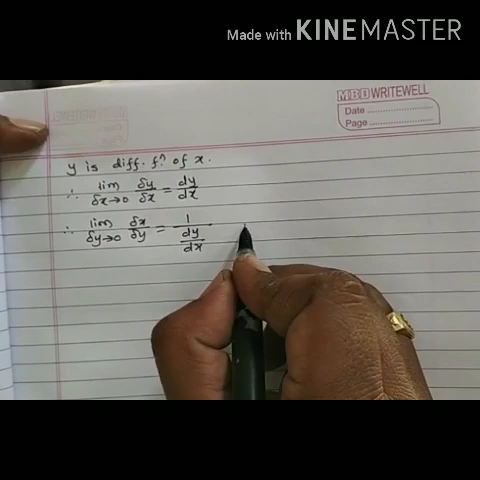 Made with KINEMASTER
MBD WRITEWELL
Date ..................
Page ..................
y is diff. fⁿ of x.
∴ lim δx→0 δy/δx = dy/dx
∴ lim δy→0 δx/δy = 1/(dy/dx)